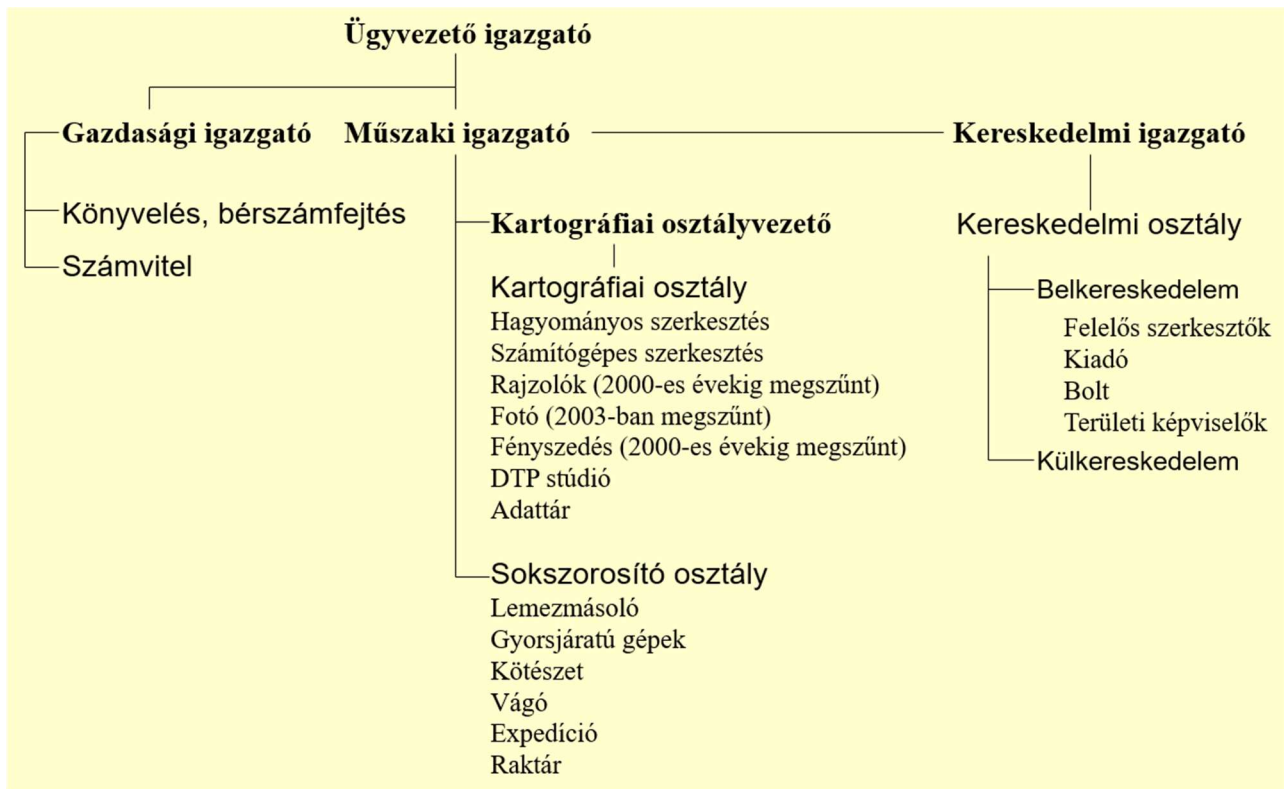 Ügyvezető igazgató
Gazdasági igazgató
Könyvelés, bérszámfejtés
Számvitel
Műszaki igazgató
Kartográfiai osztályvezető
Kartográfiai osztály
Hagyományos szerkesztés
Számítógépes szerkesztés
Rajzolók (2000-es évekig megszűnt)
Fotó (2003-ban megszűnt)
Fényszedés (2000-es évekig megszűnt)
DTP stúdió
Adattár
Sokszorosító osztály
Lemezmásoló
Gyorsjáratú gépek
Kötészet
Vágó
Expedíció
Raktár
Kereskedelmi igazgató
Kereskedelmi osztály
Belkereskedelem
Felelős szerkesztők
Kiadó
Bolt
Területi képviselők
Külkereskedelem